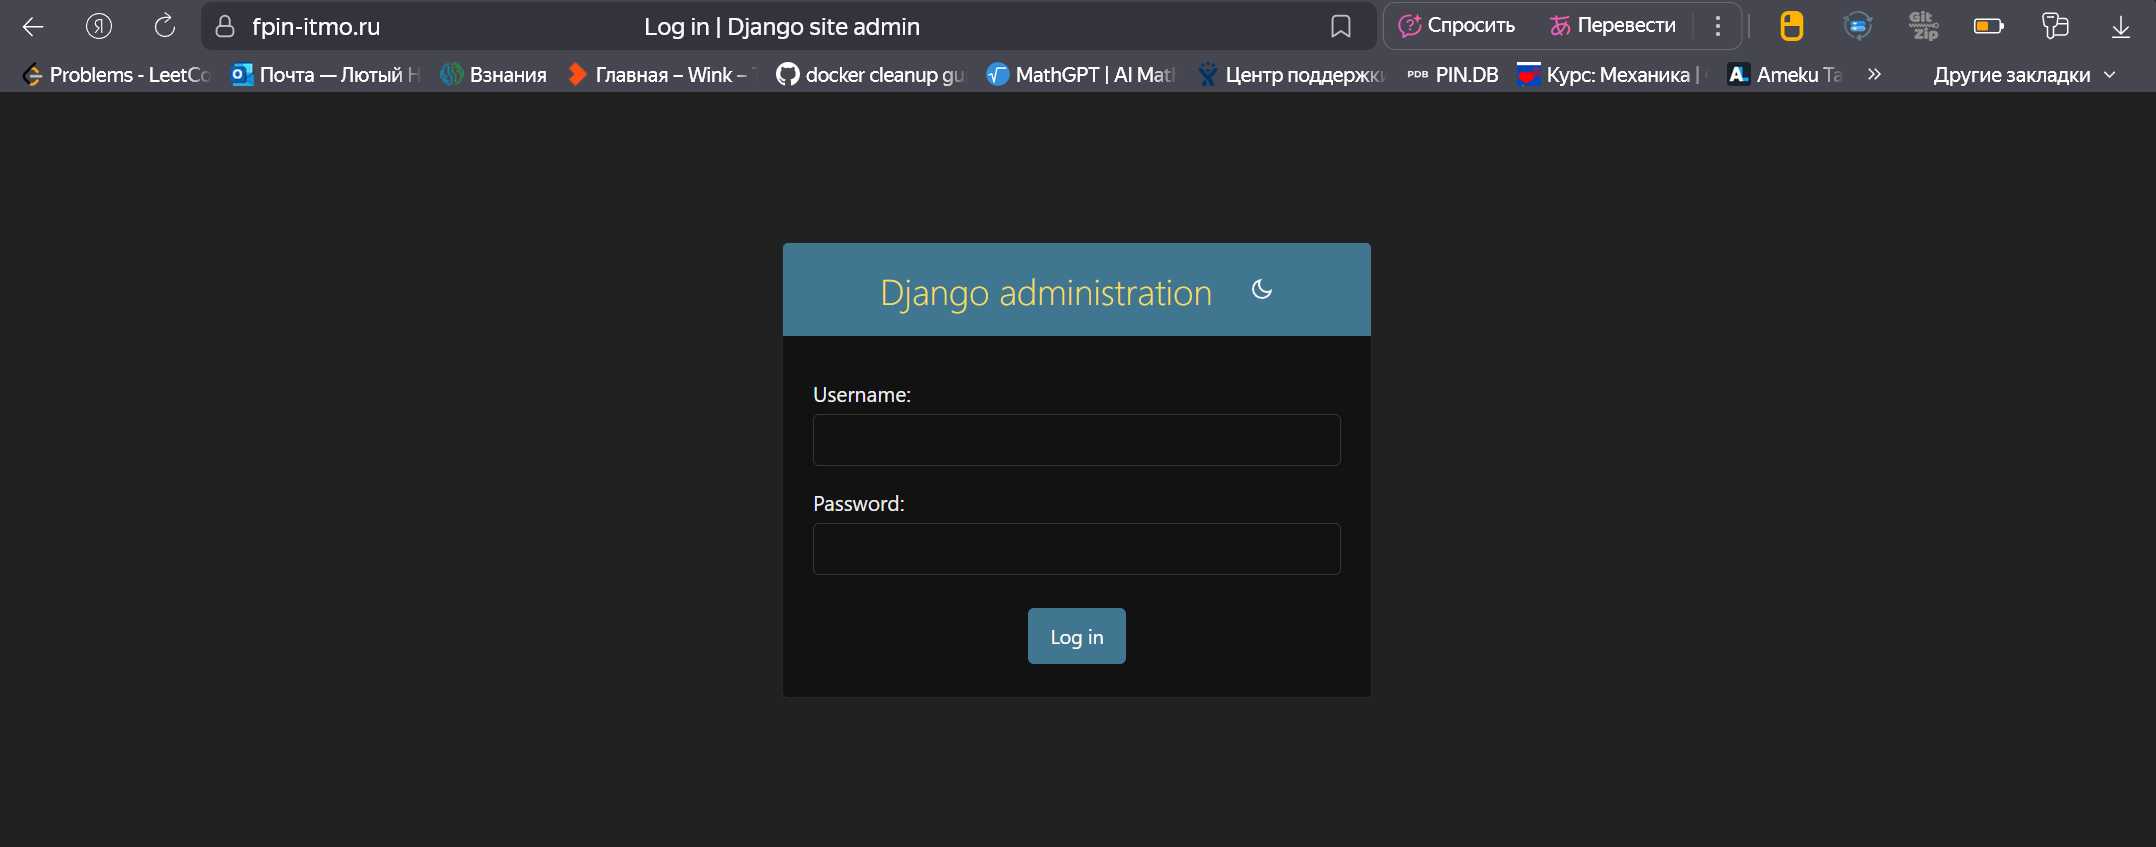 fpin-itmo.ru Log in | Django site admin Спросить Перевести Git Zip
Problems - LeetCo Почта — Лютый Взнания Главная – Wink – docker cleanup gu MathGPT | AI Mat Центр поддержк PDB PIN.DB Курс: Механика | Ameku Ta » Другие закладки
Django administration
Username:
Password:
Log in